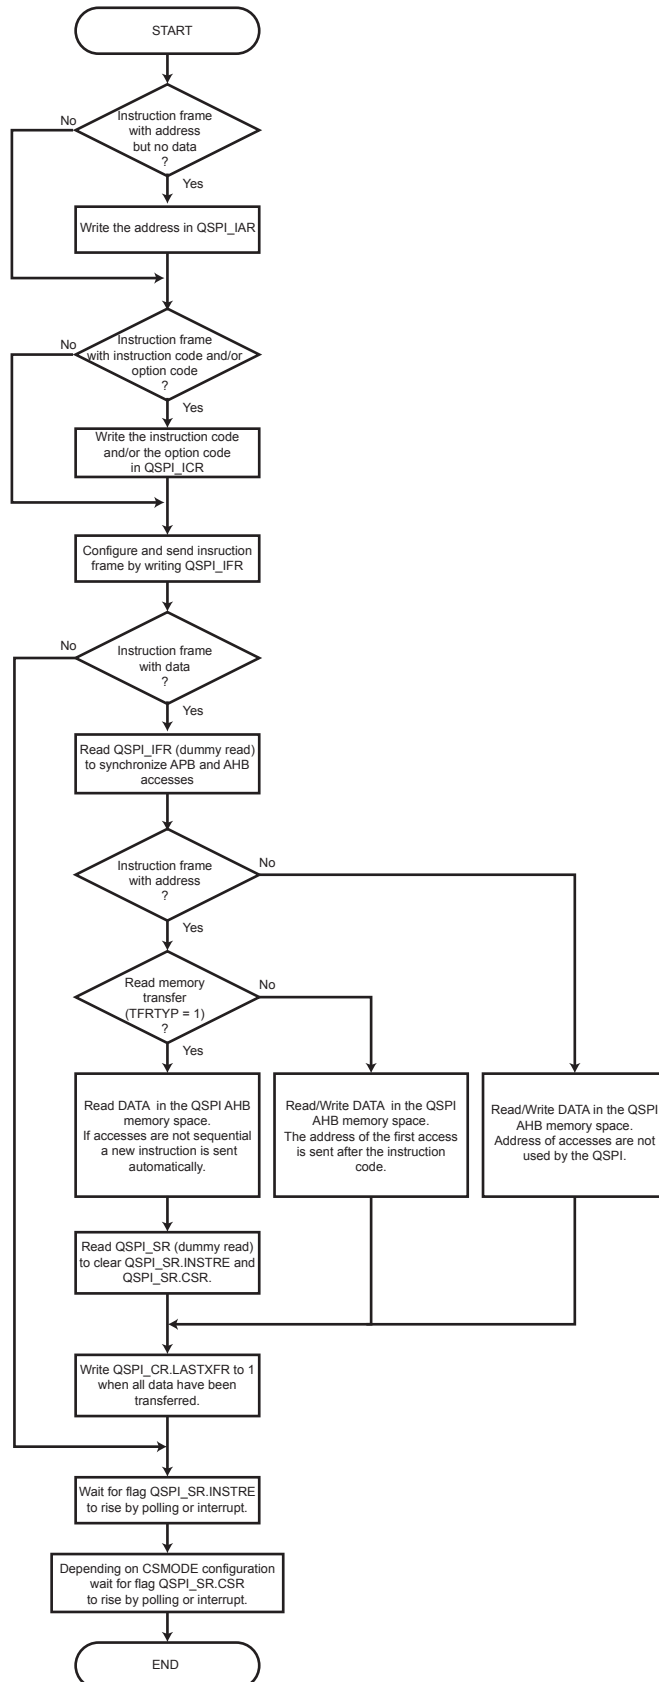 START
Instruction frame
with address
but no data
?
No
Yes
Write the address in QSPI_IAR
Instruction frame
with instruction code and/or
option code
?
No
Yes
Write the instruction code
and/or the option code
in QSPI_ICR
Configure and send insruction
frame by writing QSPI_IFR
Instruction frame
with data
?
No
Yes
Read QSPI_IFR (dummy read)
to synchronize APB and AHB
accesses
Instruction frame
with address
?
No
Yes
Read memory
transfer
(TFRTYP = 1)
?
No
Yes
Read DATA in the QSPI AHB
memory space.
If accesses are not sequential
a new instruction is sent
automatically.
Read/Write DATA in the QSPI
AHB memory space.
The address of the first access
is sent after the instruction
code.
Read/Write DATA in the QSPI
AHB memory space.
Address of accesses are not
used by the QSPI.
Read QSPI_SR (dummy read)
to clear QSPI_SR.INSTRE and
QSPI_SR.CSR.
Write QSPI_CR.LASTXFR to 1
when all data have been
transferred.
Wait for flag QSPI_SR.INSTRE
to rise by polling or interrupt.
Depending on CSMODE configuration
wait for flag QSPI_SR.CSR
to rise by polling or interrupt.
END